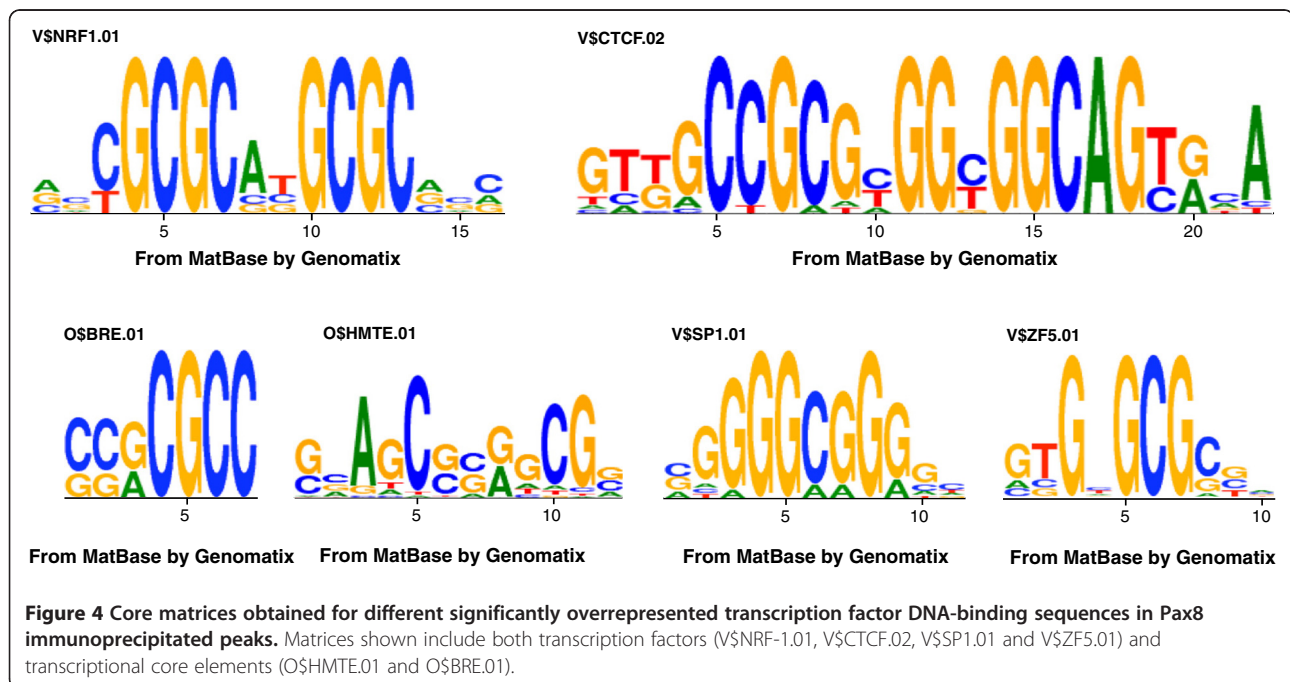 V$NRF1.01
V$CTCF.02
5 10 15
5 10 15 20
From MatBase by Genomatix
From MatBase by Genomatix
O$BRE.01
O$HMTE.01
V$SP1.01
V$ZF5.01
5
5 10
5 10
5 10
From MatBase by Genomatix
From MatBase by Genomatix
From MatBase by Genomatix
From MatBase by Genomatix
Figure 4 Core matrices obtained for different significantly overrepresented transcription factor DNA-binding sequences in Pax8
immunoprecipitated peaks. Matrices shown include both transcription factors (V$NRF-1.01, V$CTCF.02, V$SP1.01 and V$ZF5.01) and
transcriptional core elements (O$HMTE.01 and O$BRE.01).